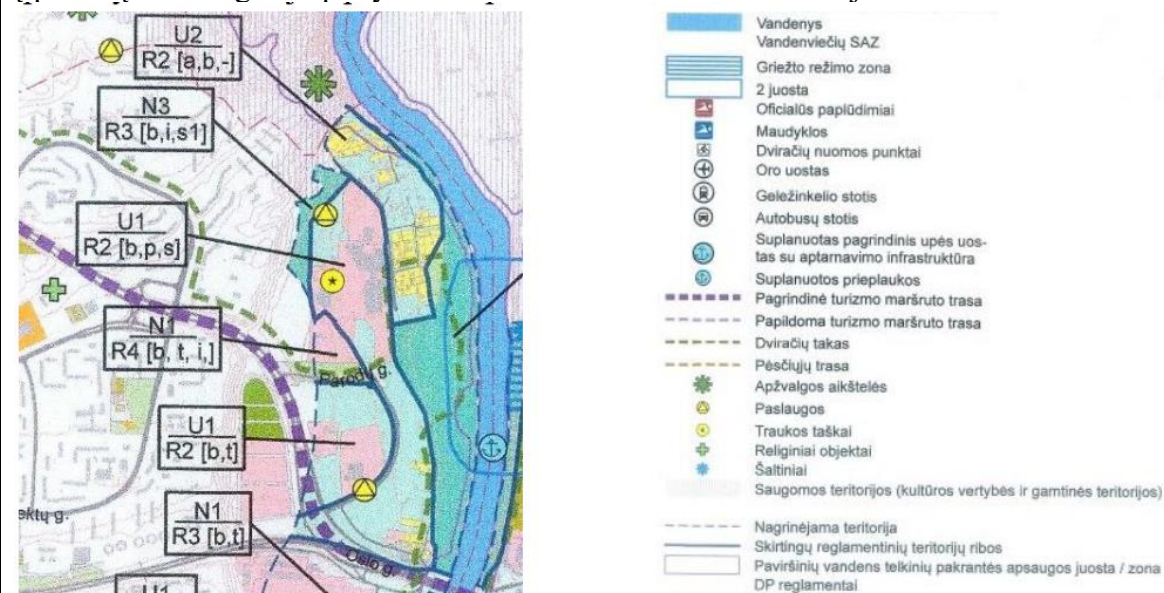 U2
R2 [a,b,-]
N3
R3 [b,i,s1]
U1
R2 [b,p,s]
N1
R4 [b, t, i,]
Parodų g.
U1
R2 [b,t]
N1
R3 [b,t]
Oslo g.
U1
Vandenys
Vandenviečių SAZ
Griežto režimo zona
2 juosta
Oficialūs paplūdimiai
Maudyklos
Dviračių nuomos punktai
Oro uostas
Geležinkelio stotis
Autobusų stotis
Suplanuotas pagrindinis upės uos-
tas su aptarnavimo infrastruktūra
Suplanuotos prieplaukos
Pagrindinė turizmo maršruto trasa
Papildoma turizmo maršruto trasa
Dviračių takas
Pėsčiųjų trasa
Apžvalgos aikštelės
Paslaugos
Traukos taškai
Religiniai objektai
Šaltiniai
Saugomos teritorijos (kultūros vertybės ir gamtinės teritorijos)
Nagrinėjama teritorija
Skirtingų reglamentinių teritorijų ribos
Paviršinių vandens telkinių pakrantės apsaugos juosta / zona
DP reglamentai